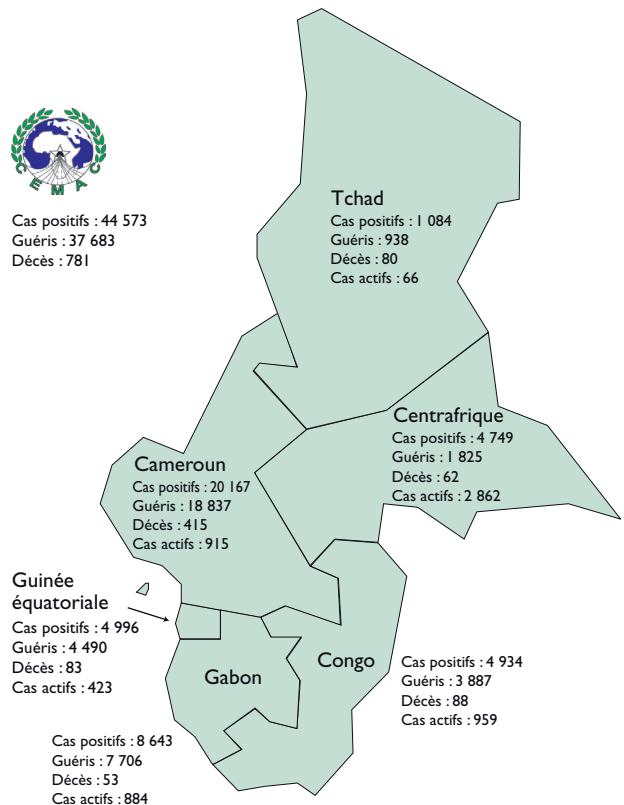 CEMAC
Cas positifs : 44 573
Guéris : 37 683
Décès : 781
Tchad
Cas positifs : 1 084
Guéris : 938
Décès : 80
Cas actifs : 66
Centrafrique
Cas positifs : 4 749
Guéris : 1 825
Décès : 62
Cas actifs : 2 862
Cameroun
Cas positifs : 20 167
Guéris : 18 837
Décès : 415
Cas actifs : 915
Guinée
équatoriale
Cas positifs : 4 996
Guéris : 4 490
Décès : 83
Cas actifs : 423
Congo
Cas positifs : 4 934
Guéris : 3 887
Décès : 88
Cas actifs : 959
Gabon
Cas positifs : 8 643
Guéris : 7 706
Décès : 53
Cas actifs : 884